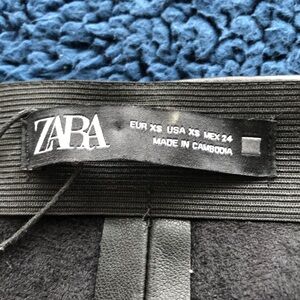 ZARA
EUR XS USA XS MEX 24
MADE IN CAMBODIA